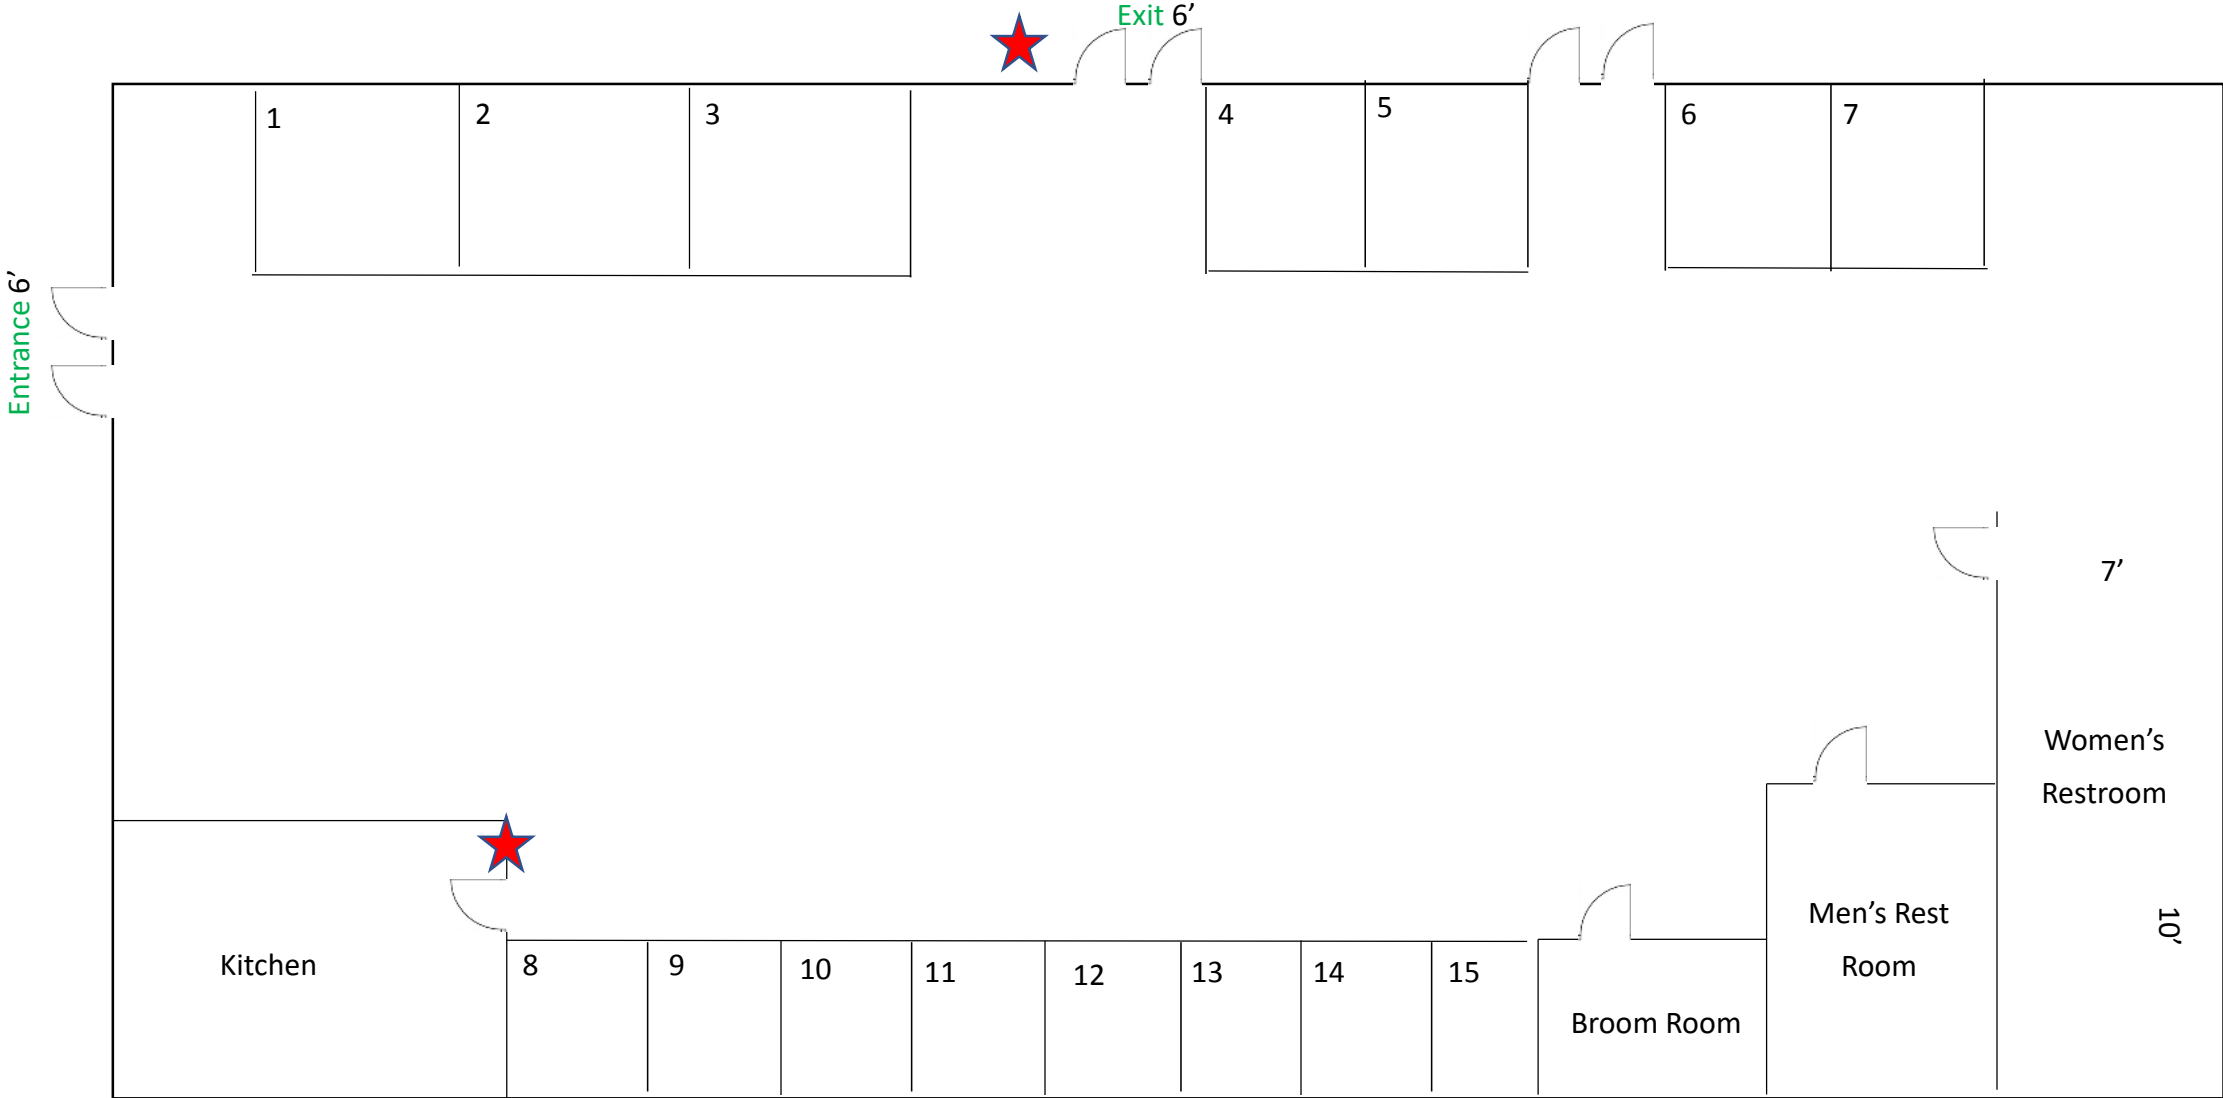 Exit 6’
1
2
3
4
5
6
7
Entrance 6’
7’
Women’s
Restroom
10’
Men’s Rest
Room
Kitchen
8
9
10
11
12
13
14
15
Broom Room